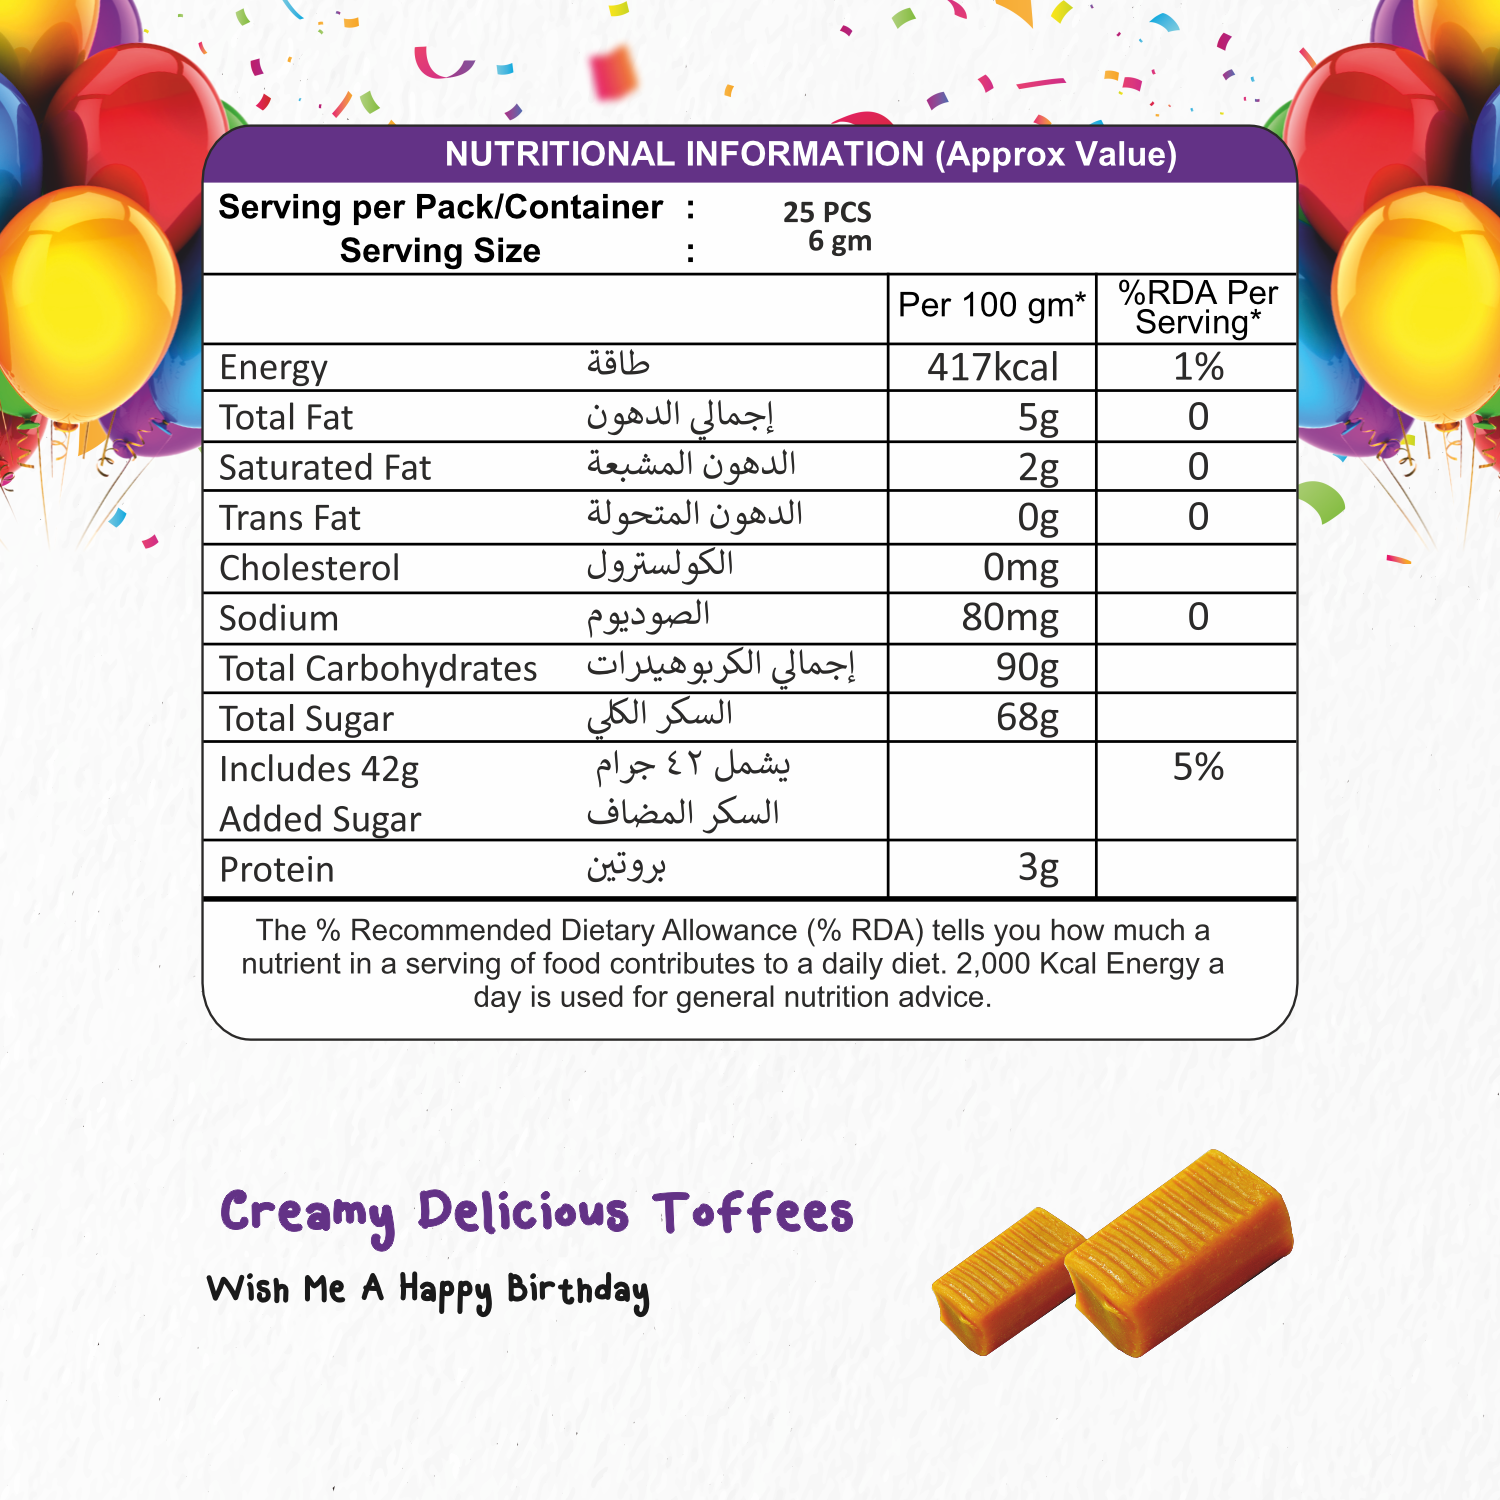 NUTRITIONAL INFORMATION (Approx Value)
Serving per Pack/Container : 25 PCS
Serving Size : 6 gm
Per 100 gm* %RDA Per Serving*
Energy طاقة 417kcal 1%
Total Fat إجمالي الدهون 5g 0
Saturated Fat الدهون المشبعة 2g 0
Trans Fat الدهون المتحولة 0g 0
Cholesterol الكولسترول 0mg
Sodium الصوديوم 80mg 0
Total Carbohydrates إجمالي الكربوهيدرات 90g
Total Sugar السكر الكلي 68g
Includes 42g يشمل ٤٢ جرام 5%
Added Sugar السكر المضاف
Protein بروتين 3g
The % Recommended Dietary Allowance (% RDA) tells you how much a
nutrient in a serving of food contributes to a daily diet. 2,000 Kcal Energy a
day is used for general nutrition advice.
Creamy Delicious Toffees
Wish Me A Happy Birthday